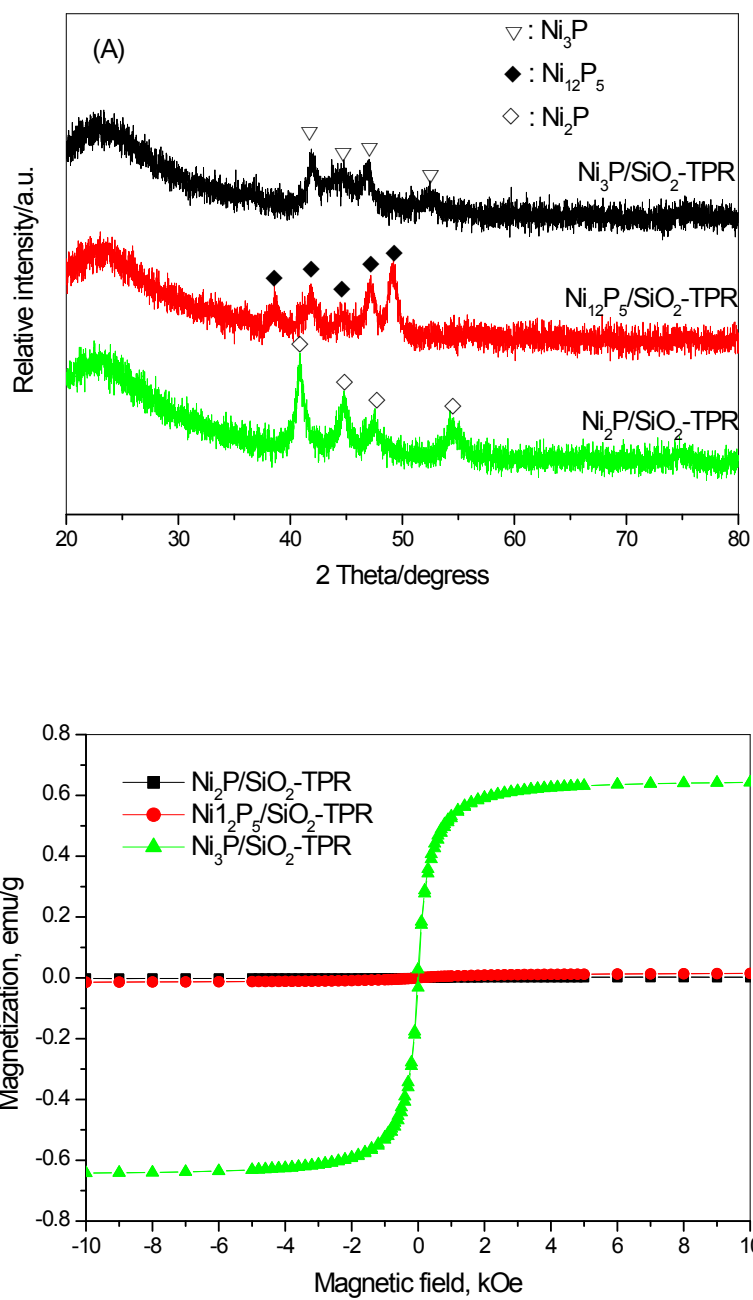 (A)
▽ : Ni₃P
◆ : Ni₁₂P₅
◇ : Ni₂P
Ni₃P/SiO₂-TPR
Ni₁₂P₅/SiO₂-TPR
Ni₂P/SiO₂-TPR
Relative intensity/a.u.
20 30 40 50 60 70 80
2 Theta/degress
Ni₂P/SiO₂-TPR
Ni1₂P₅/SiO₂-TPR
Ni₃P/SiO₂-TPR
Magnetization, emu/g
0.8
0.6
0.4
0.2
0.0
-0.2
-0.4
-0.6
-0.8
-10 -8 -6 -4 -2 0 2 4 6 8 10
Magnetic field, kOe